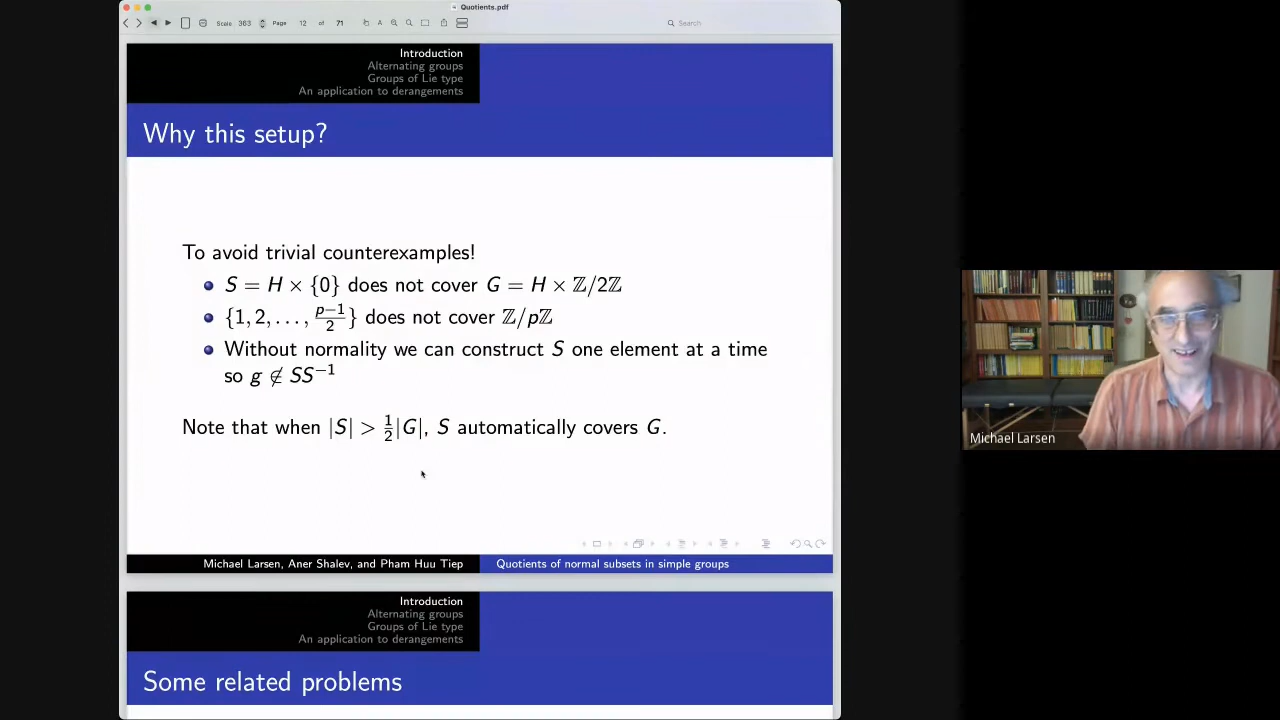 Quotients.pdf
Scale 363 Page 12 of 71 Search
Introduction
Alternating groups
Groups of Lie type
An application to derangements
Why this setup?
To avoid trivial counterexamples!
S = H × {0} does not cover G = H × ℤ/2ℤ
{1, 2, …, (p−1)/2} does not cover ℤ/pℤ
Without normality we can construct S one element at a time
so g ∉ SS⁻¹
Note that when |S| > ½|G|, S automatically covers G.
Michael Larsen, Aner Shalev, and Pham Huu Tiep Quotients of normal subsets in simple groups
Introduction
Alternating groups
Groups of Lie type
An application to derangements
Some related problems
Michael Larsen